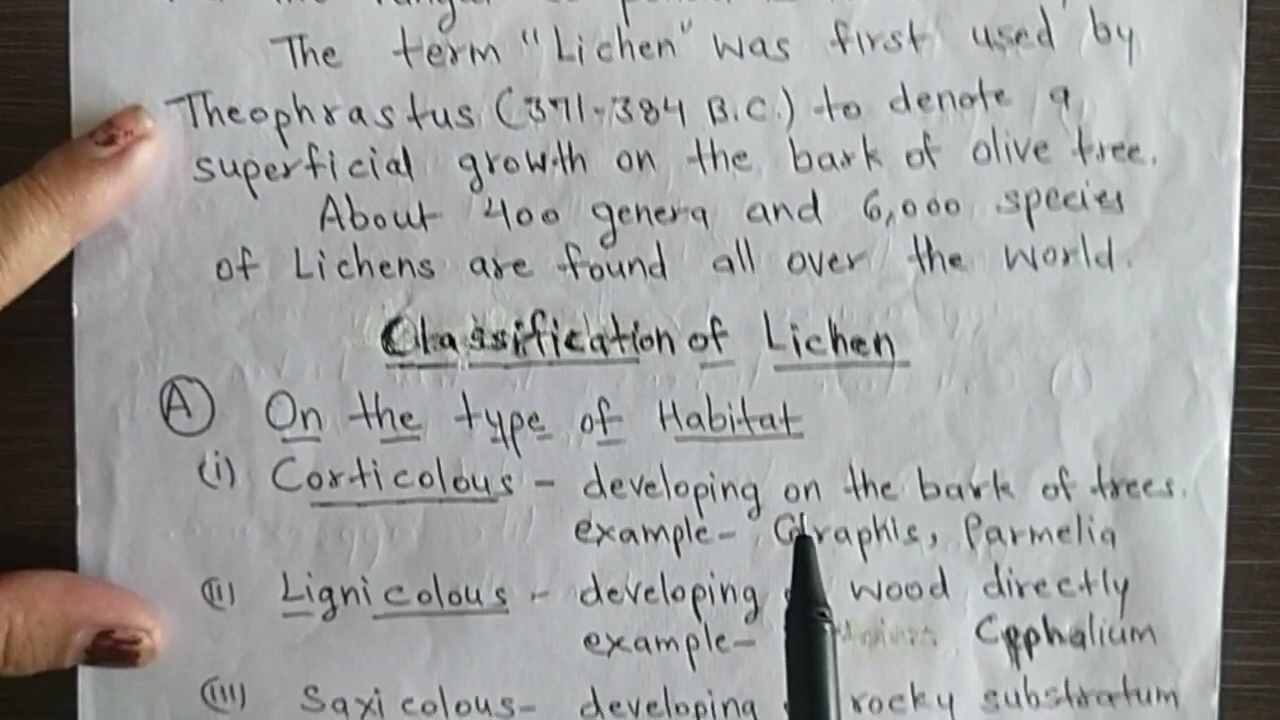 The term "Lichen" was first used by
Theophrastus (371-384 B.C.) to denote a
superficial growth on the bark of olive tree.
About 400 genera and 6,000 species
of Lichens are found all over the world.
Classification of Lichen
(A) On the type of Habitat
(i) Corticolous - developing on the bark of trees.
example- Graphis, Parmelia
(ii) Lignicolous - developing wood directly
example- Cyphalium
(iii) Saxicolous- developing rocky substratum